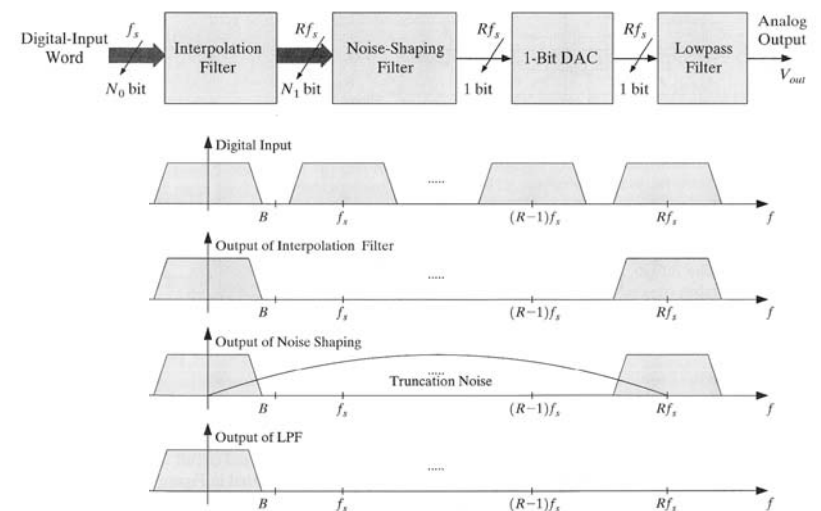 Digital-Input
Word
f_s
N_0 bit
Interpolation
Filter
Rf_s
N_1 bit
Noise-Shaping
Filter
Rf_s
1 bit
1-Bit DAC
Rf_s
1 bit
Lowpass
Filter
Analog
Output
V_out
Digital Input
.....
B
f_s
(R−1)f_s
Rf_s
f
Output of Interpolation Filter
.....
B
f_s
(R−1)f_s
Rf_s
f
Output of Noise Shaping
.....
Truncation Noise
B
f_s
(R−1)f_s
Rf_s
f
Output of LPF
.....
B
f_s
(R−1)f_s
Rf_s
f